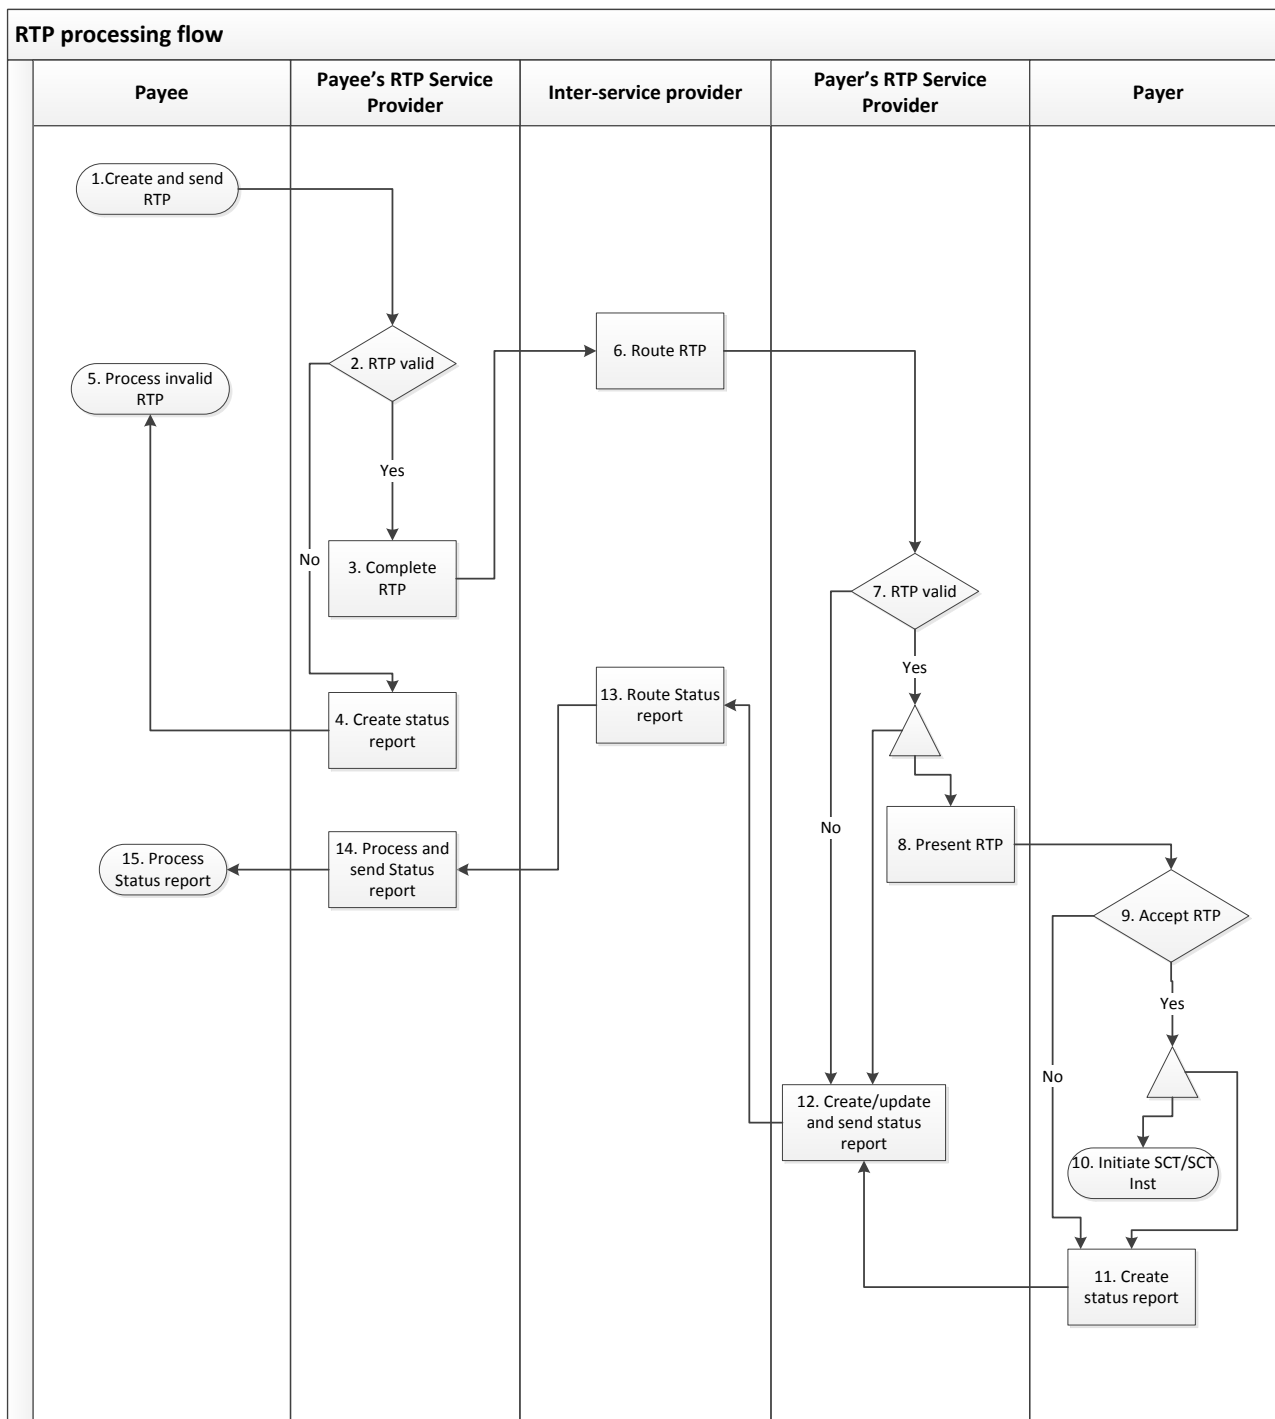 RTP processing flow
Payee
Payee's RTP Service
Provider
Inter-service provider
Payer's RTP Service
Provider
Payer
1.Create and send
RTP
2. RTP valid
6. Route RTP
5. Process invalid
RTP
Yes
No
3. Complete
RTP
7. RTP valid
Yes
4. Create status
report
13. Route Status
report
No
8. Present RTP
15. Process
Status report
14. Process and
send Status
report
9. Accept RTP
Yes
No
12. Create/update
and send status
report
10. Initiate SCT/SCT
Inst
11. Create
status report